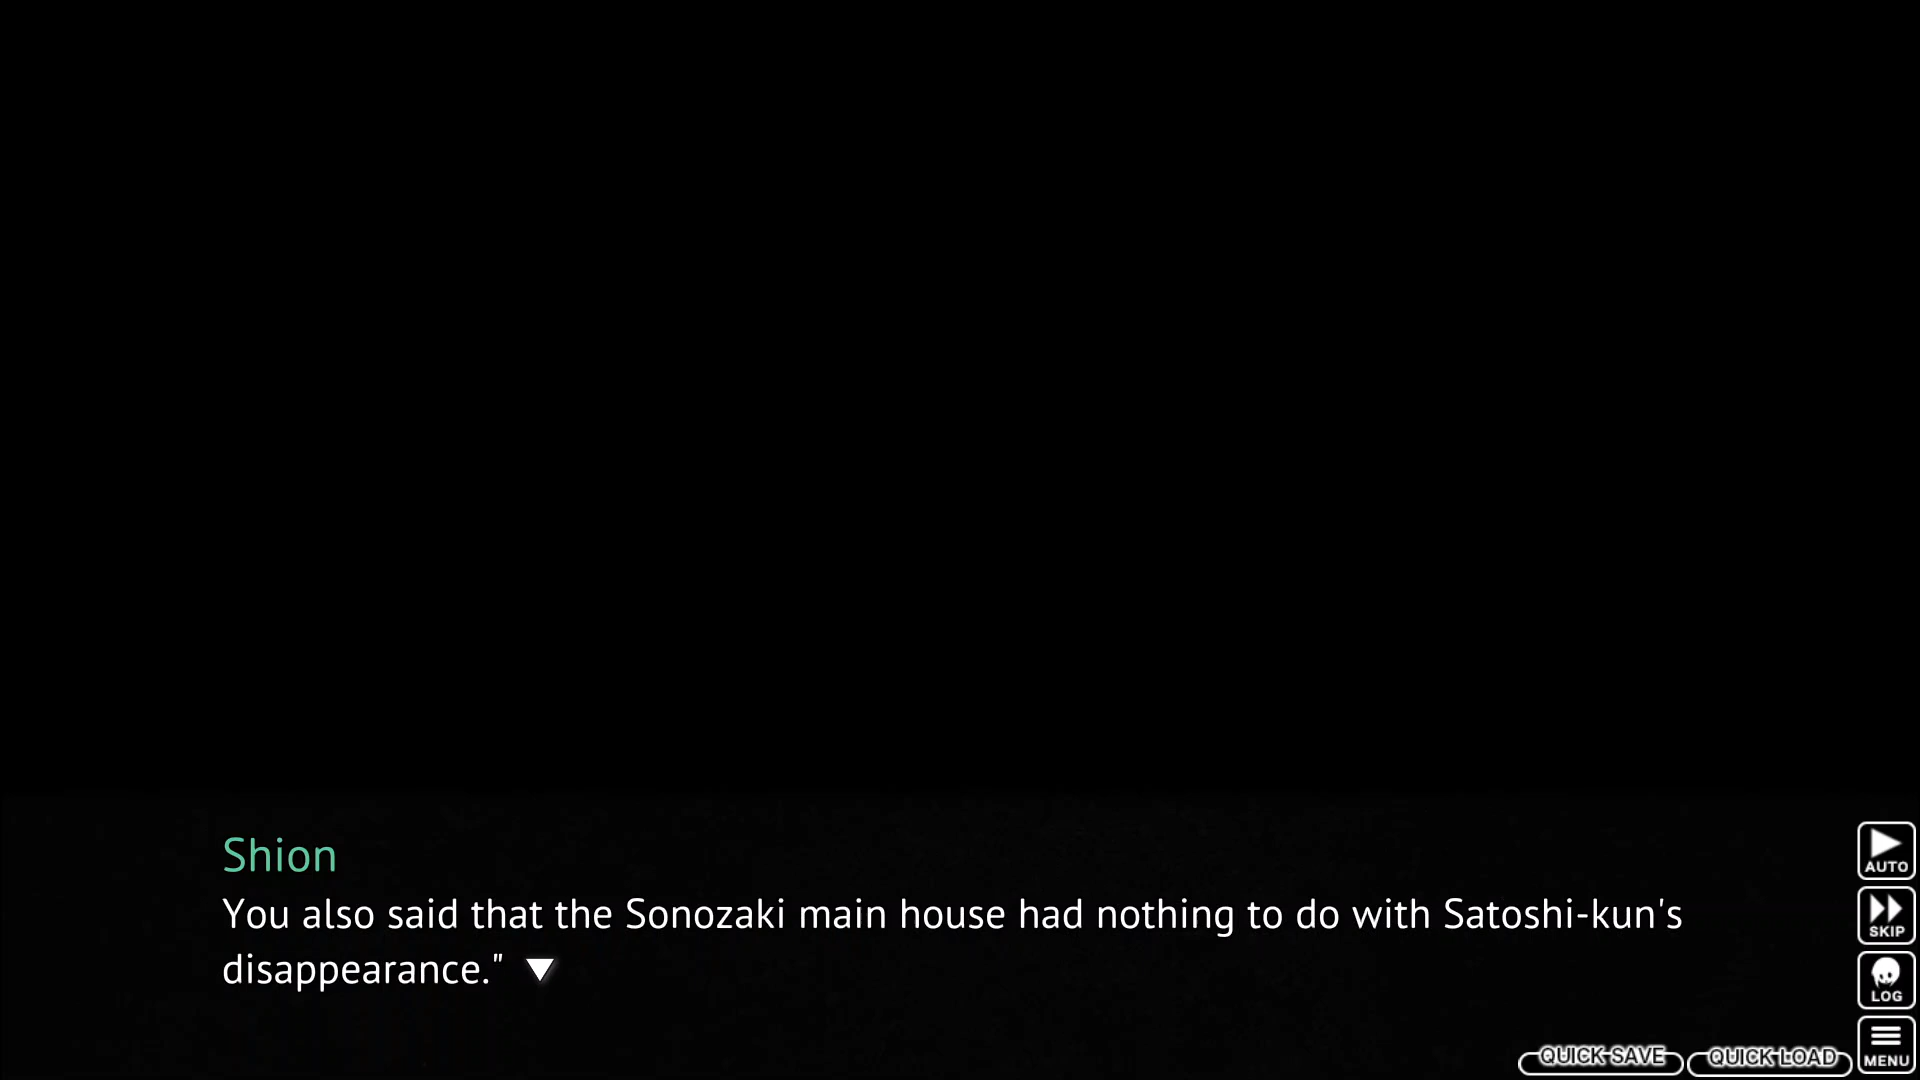 Shion
You also said that the Sonozaki main house had nothing to do with Satoshi-kun's
disappearance."
AUTO
SKIP
LOG
MENU
QUICK SAVE
QUICK LOAD